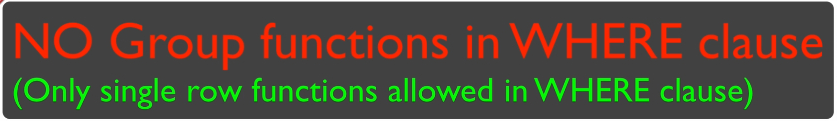 NO Group functions in WHERE clause
(Only single row functions allowed in WHERE clause)